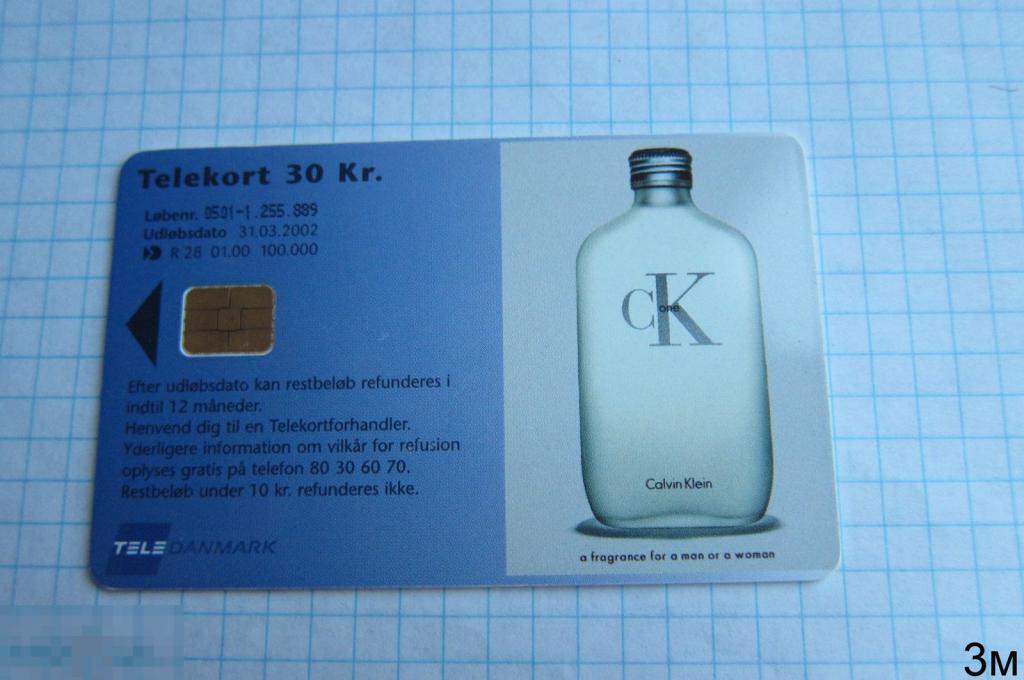 Telekort 30 Kr.
Løbenr. 0501-1.255.889
Udløbsdato 31.03.2002
R 28 01.00 100.000
Efter udløbsdato kan restbeløb refunderes i
indtil 12 måneder.
Henvend dig til en Telekortforhandler.
Yderligere information om vilkår for refusion
oplyses gratis på telefon 80 30 60 70.
Restbeløb under 10 kr. refunderes ikke.
TELE DANMARK
cK
one
Calvin Klein
a fragrance for a man or a woman
3м